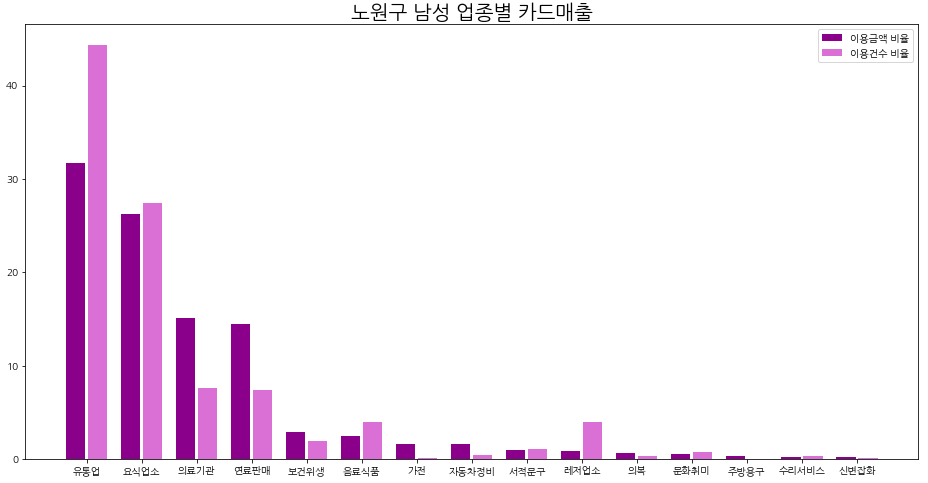 노원구 남성 업종별 카드매출
이용금액 비율
이용건수 비율
40
30
20
10
0
유통업 요식업소 의료기관 연료판매 보건위생 음료식품 가전 자동차정비 서적문구 레저업소 의복 문화취미 주방용구 수리서비스 신변잡화